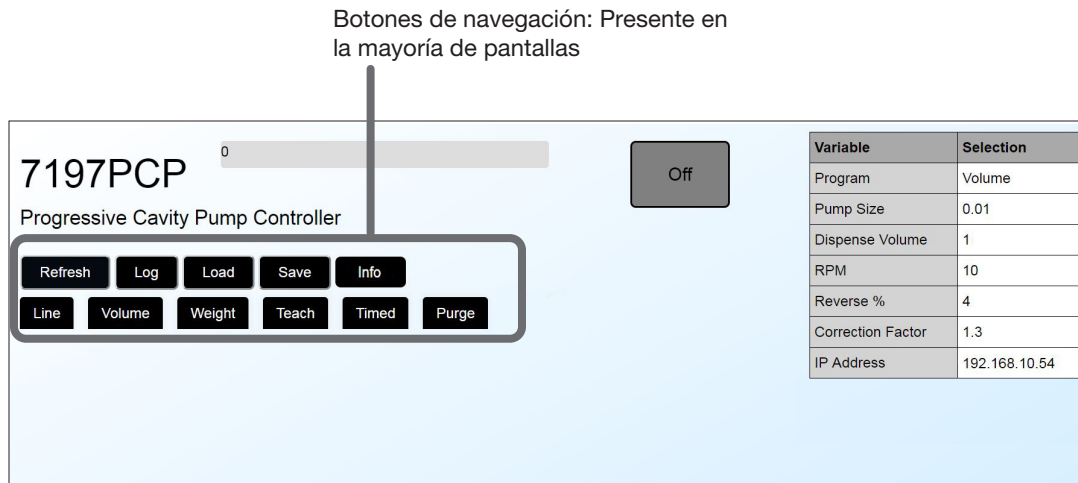 Botones de navegación: Presente en
la mayoría de pantallas
7197PCP
0
Off
Progressive Cavity Pump Controller
Refresh Log Load Save Info
Line Volume Weight Teach Timed Purge
Variable Selection
Program Volume
Pump Size 0.01
Dispense Volume 1
RPM 10
Reverse % 4
Correction Factor 1.3
IP Address 192.168.10.54